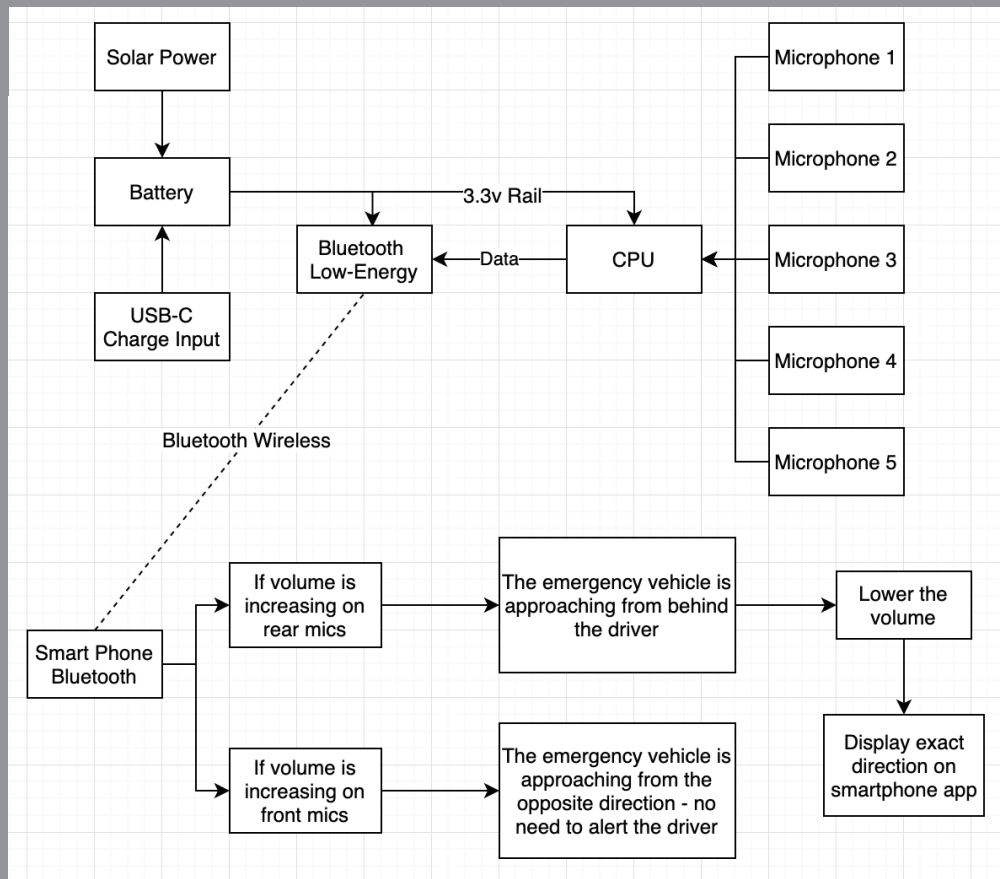 Solar Power
Microphone 1
Microphone 2
Battery
3.3v Rail
Bluetooth
Low-Energy
Data
CPU
Microphone 3
USB-C
Charge Input
Microphone 4
Bluetooth Wireless
Microphone 5
If volume is
increasing on
rear mics
The emergency vehicle is
approaching from behind
the driver
Lower the
volume
Smart Phone
Bluetooth
Display exact
direction on
smartphone app
If volume is
increasing on
front mics
The emergency vehicle is
approaching from the
opposite direction - no
need to alert the driver